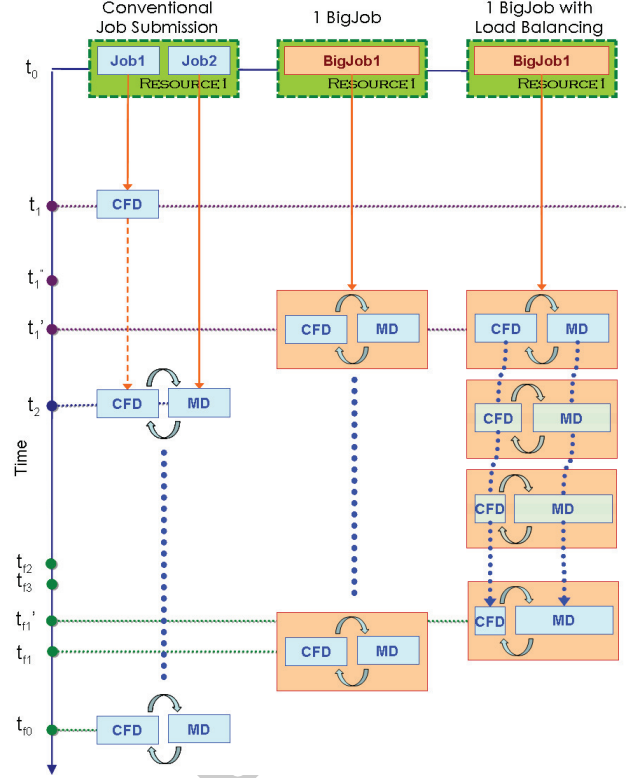 Conventional
Job Submission
1 BigJob
1 BigJob with
Load Balancing
t0
Job1
Job2
RESOURCE1
BigJob1
RESOURCE1
BigJob1
RESOURCE1
t1
CFD
t1"
t1'
CFD
MD
CFD
MD
t2
CFD
MD
CFD
MD
Time
CFD
MD
tf2
tf3
tf1'
CFD
MD
tf1
CFD
MD
tf0
CFD
MD